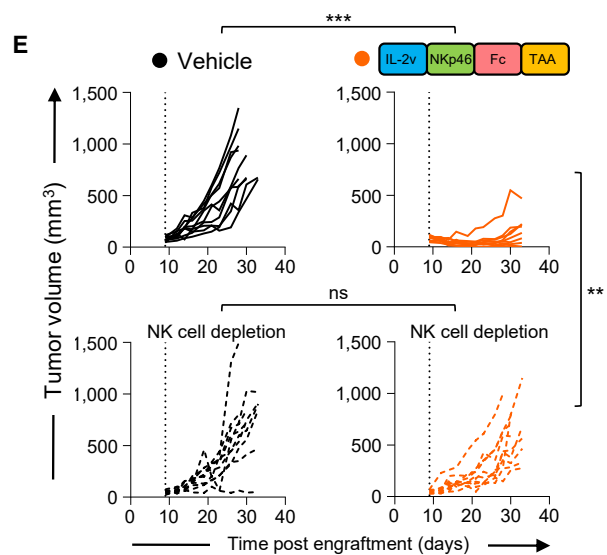 ***
E
Vehicle
IL-2v NKp46 Fc TAA
1,500
1,000
500
0
0 10 20 30 40
1,500
1,000
500
0
0 10 20 30 40
**
ns
NK cell depletion
1,500
1,000
500
0
0 10 20 30 40
NK cell depletion
1,500
1,000
500
0
0 10 20 30 40
Tumor volume (mm³)
Time post engraftment (days)